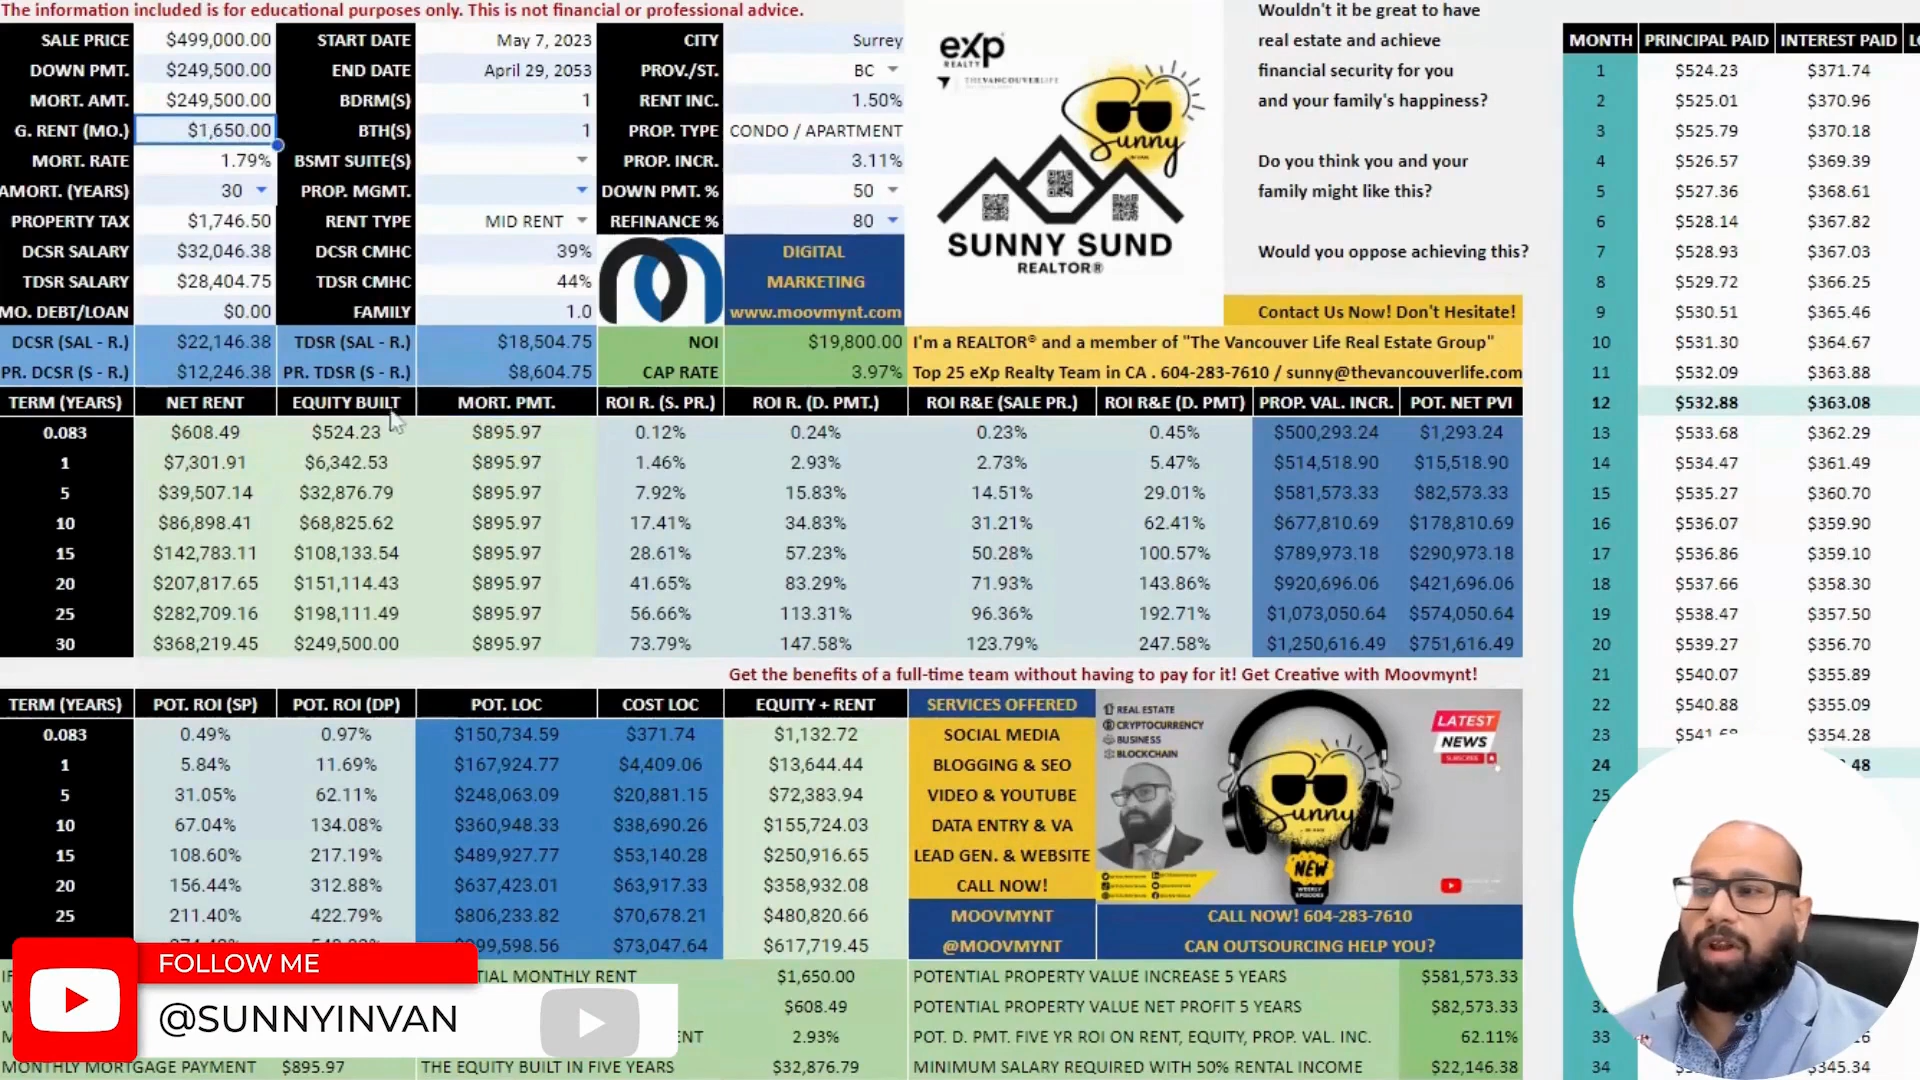 The information included is for educational purposes only. This is not financial or professional advice.
SALE PRICE $499,000.00 START DATE May 7, 2023 CITY Surrey
DOWN PMT. $249,500.00 END DATE April 29, 2053 PROV./ST. BC
MORT. AMT. $249,500.00 BDRM(S) 1 RENT INC. 1.50%
G. RENT (MO.) $1,650.00 BTH(S) 1 PROP. TYPE CONDO / APARTMENT
MORT. RATE 1.79% BSMT SUITE(S) PROP. INCR. 3.11%
AMORT. (YEARS) 30 PROP. MGMT. DOWN PMT. % 50
PROPERTY TAX $1,746.50 RENT TYPE MID RENT REFINANCE % 80
DCSR SALARY $32,046.38 DCSR CMHC 39% DIGITAL
TDSR SALARY $28,404.75 TDSR CMHC 44% MARKETING
MO. DEBT/LOAN $0.00 FAMILY 1.0 www.moovmynt.com
DCSR (SAL - R.) $22,146.38 TDSR (SAL - R.) $18,504.75 NOI $19,800.00
PR. DCSR (S - R.) $12,246.38 PR. TDSR (S - R.) $8,604.75 CAP RATE 3.97%
eXp
REALTY
THEVANCOUVERLIFE
Sunny
IN VAN
SUNNY SUND
REALTOR®
Wouldn't it be great to have
real estate and achieve
financial security for you
and your family's happiness?
Do you think you and your
family might like this?
Would you oppose achieving this?
Contact Us Now! Don't Hesitate!
I'm a REALTOR® and a member of "The Vancouver Life Real Estate Group"
Top 25 eXp Realty Team in CA . 604-283-7610 / sunny@thevancouverlife.com
TERM (YEARS) NET RENT EQUITY BUILT MORT. PMT. ROI R. (S. PR.) ROI R. (D. PMT.) ROI R&E (SALE PR.) ROI R&E (D. PMT) PROP. VAL. INCR. POT. NET PVI
0.083 $608.49 $524.23 $895.97 0.12% 0.24% 0.23% 0.45% $500,293.24 $1,293.24
1 $7,301.91 $6,342.53 $895.97 1.46% 2.93% 2.73% 5.47% $514,518.90 $15,518.90
5 $39,507.14 $32,876.79 $895.97 7.92% 15.83% 14.51% 29.01% $581,573.33 $82,573.33
10 $86,898.41 $68,825.62 $895.97 17.41% 34.83% 31.21% 62.41% $677,810.69 $178,810.69
15 $142,783.11 $108,133.54 $895.97 28.61% 57.23% 50.28% 100.57% $789,973.18 $290,973.18
20 $207,817.65 $151,114.43 $895.97 41.65% 83.29% 71.93% 143.86% $920,696.06 $421,696.06
25 $282,709.16 $198,111.49 $895.97 56.66% 113.31% 96.36% 192.71% $1,073,050.64 $574,050.64
30 $368,219.45 $249,500.00 $895.97 73.79% 147.58% 123.79% 247.58% $1,250,616.49 $751,616.49
Get the benefits of a full-time team without having to pay for it! Get Creative with Moovmynt!
TERM (YEARS) POT. ROI (SP) POT. ROI (DP) POT. LOC COST LOC EQUITY + RENT SERVICES OFFERED
0.083 0.49% 0.97% $150,734.59 $371.74 $1,132.72 SOCIAL MEDIA
1 5.84% 11.69% $167,924.77 $4,409.06 $13,644.44 BLOGGING & SEO
5 31.05% 62.11% $248,063.09 $20,881.15 $72,383.94 VIDEO & YOUTUBE
10 67.04% 134.08% $360,948.33 $38,690.26 $155,724.03 DATA ENTRY & VA
15 108.60% 217.19% $489,927.77 $53,140.28 $250,916.65 LEAD GEN. & WEBSITE
20 156.44% 312.88% $637,423.01 $63,917.33 $358,932.08 CALL NOW!
25 211.40% 422.79% $806,233.82 $70,678.21 $480,820.66 MOOVMYNT
99,598.56 $73,047.64 $617,719.45 @MOOVMYNT
REAL ESTATE
CRYPTOCURRENCY
BUSINESS
BLOCKCHAIN
Sunny
NEW
WEEKLY
EPISODES
LATEST
NEWS
SUBSCRIBE
CALL NOW! 604-283-7610
CAN OUTSOURCING HELP YOU?
MONTHLY RENT $1,650.00 POTENTIAL PROPERTY VALUE INCREASE 5 YEARS $581,573.33
$608.49 POTENTIAL PROPERTY VALUE NET PROFIT 5 YEARS $82,573.33
2.93% POT. D. PMT. FIVE YR ROI ON RENT, EQUITY, PROP. VAL. INC. 62.11%
MONTHLY MORTGAGE PAYMENT $895.97 THE EQUITY BUILT IN FIVE YEARS $32,876.79 MINIMUM SALARY REQUIRED WITH 50% RENTAL INCOME $22,146.38
FOLLOW ME
@SUNNYINVAN
MONTH PRINCIPAL PAID INTEREST PAID
1 $524.23 $371.74
2 $525.01 $370.96
3 $525.79 $370.18
4 $526.57 $369.39
5 $527.36 $368.61
6 $528.14 $367.82
7 $528.93 $367.03
8 $529.72 $366.25
9 $530.51 $365.46
10 $531.30 $364.67
11 $532.09 $363.88
12 $532.88 $363.08
13 $533.68 $362.29
14 $534.47 $361.49
15 $535.27 $360.70
16 $536.07 $359.90
17 $536.86 $359.10
18 $537.66 $358.30
19 $538.47 $357.50
20 $539.27 $356.70
21 $540.07 $355.89
22 $540.88 $355.09
23 $354.28
24 .48
25
33
34 $345.34